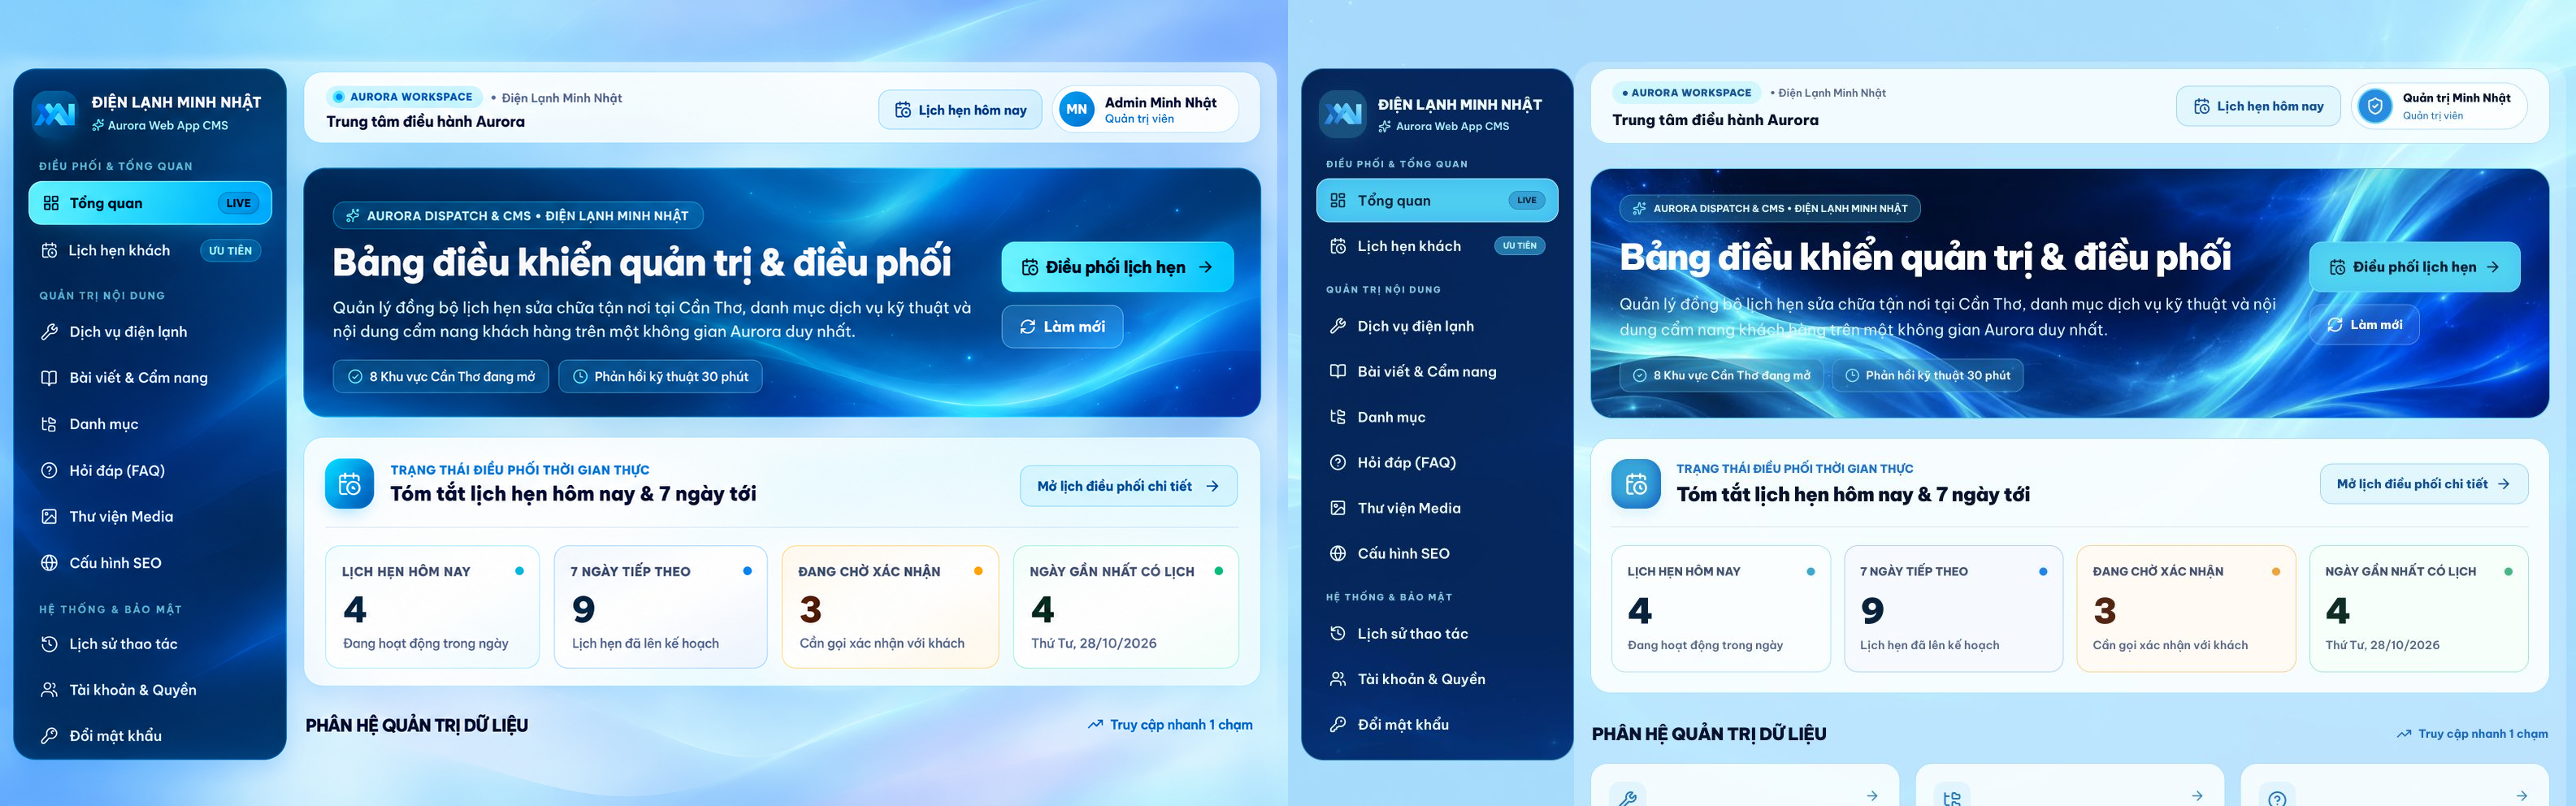 ĐIỆN LẠNH MINH NHẬT
Aurora Web App CMS
ĐIỀU PHỐI & TỔNG QUAN
Tổng quan LIVE
Lịch hẹn khách ƯU TIÊN
QUẢN TRỊ NỘI DUNG
Dịch vụ điện lạnh
Bài viết & Cẩm nang
Danh mục
Hỏi đáp (FAQ)
Thư viện Media
Cấu hình SEO
HỆ THỐNG & BẢO MẬT
Lịch sử thao tác
Tài khoản & Quyền
Đổi mật khẩu
AURORA WORKSPACE • Điện Lạnh Minh Nhật
Trung tâm điều hành Aurora
Lịch hẹn hôm nay
MN
Admin Minh Nhật
Quản trị viên
AURORA DISPATCH & CMS • ĐIỆN LẠNH MINH NHẬT
Bảng điều khiển quản trị & điều phối
Quản lý đồng bộ lịch hẹn sửa chữa tận nơi tại Cần Thơ, danh mục dịch vụ kỹ thuật và
nội dung cẩm nang khách hàng trên một không gian Aurora duy nhất.
8 Khu vực Cần Thơ đang mở
Phản hồi kỹ thuật 30 phút
Điều phối lịch hẹn →
Làm mới
TRẠNG THÁI ĐIỀU PHỐI THỜI GIAN THỰC
Tóm tắt lịch hẹn hôm nay & 7 ngày tới
Mở lịch điều phối chi tiết →
LỊCH HẸN HÔM NAY
4
Đang hoạt động trong ngày
7 NGÀY TIẾP THEO
9
Lịch hẹn đã lên kế hoạch
ĐANG CHỜ XÁC NHẬN
3
Cần gọi xác nhận với khách
NGÀY GẦN NHẤT CÓ LỊCH
4
Thứ Tư, 28/10/2026
PHÂN HỆ QUẢN TRỊ DỮ LIỆU
Truy cập nhanh 1 chạm
ĐIỆN LẠNH MINH NHẬT
Aurora Web App CMS
ĐIỀU PHỐI & TỔNG QUAN
Tổng quan LIVE
Lịch hẹn khách ƯU TIÊN
QUẢN TRỊ NỘI DUNG
Dịch vụ điện lạnh
Bài viết & Cẩm nang
Danh mục
Hỏi đáp (FAQ)
Thư viện Media
Cấu hình SEO
HỆ THỐNG & BẢO MẬT
Lịch sử thao tác
Tài khoản & Quyền
Đổi mật khẩu
• AURORA WORKSPACE • Điện Lạnh Minh Nhật
Trung tâm điều hành Aurora
Lịch hẹn hôm nay
Quản trị Minh Nhật
Quản trị viên
AURORA DISPATCH & CMS • ĐIỆN LẠNH MINH NHẬT
Bảng điều khiển quản trị & điều phối
Quản lý đồng bộ lịch hẹn sửa chữa tận nơi tại Cần Thơ, danh mục dịch vụ kỹ thuật và nội
dung cẩm nang khách hàng trên một không gian Aurora duy nhất.
8 Khu vực Cần Thơ đang mở
Phản hồi kỹ thuật 30 phút
Điều phối lịch hẹn →
Làm mới
TRẠNG THÁI ĐIỀU PHỐI THỜI GIAN THỰC
Tóm tắt lịch hẹn hôm nay & 7 ngày tới
Mở lịch điều phối chi tiết →
LỊCH HẸN HÔM NAY
4
Đang hoạt động trong ngày
7 NGÀY TIẾP THEO
9
Lịch hẹn đã lên kế hoạch
ĐANG CHỜ XÁC NHẬN
3
Cần gọi xác nhận với khách
NGÀY GẦN NHẤT CÓ LỊCH
4
Thứ Tư, 28/10/2026
PHÂN HỆ QUẢN TRỊ DỮ LIỆU
Truy cập nhanh 1 chạm